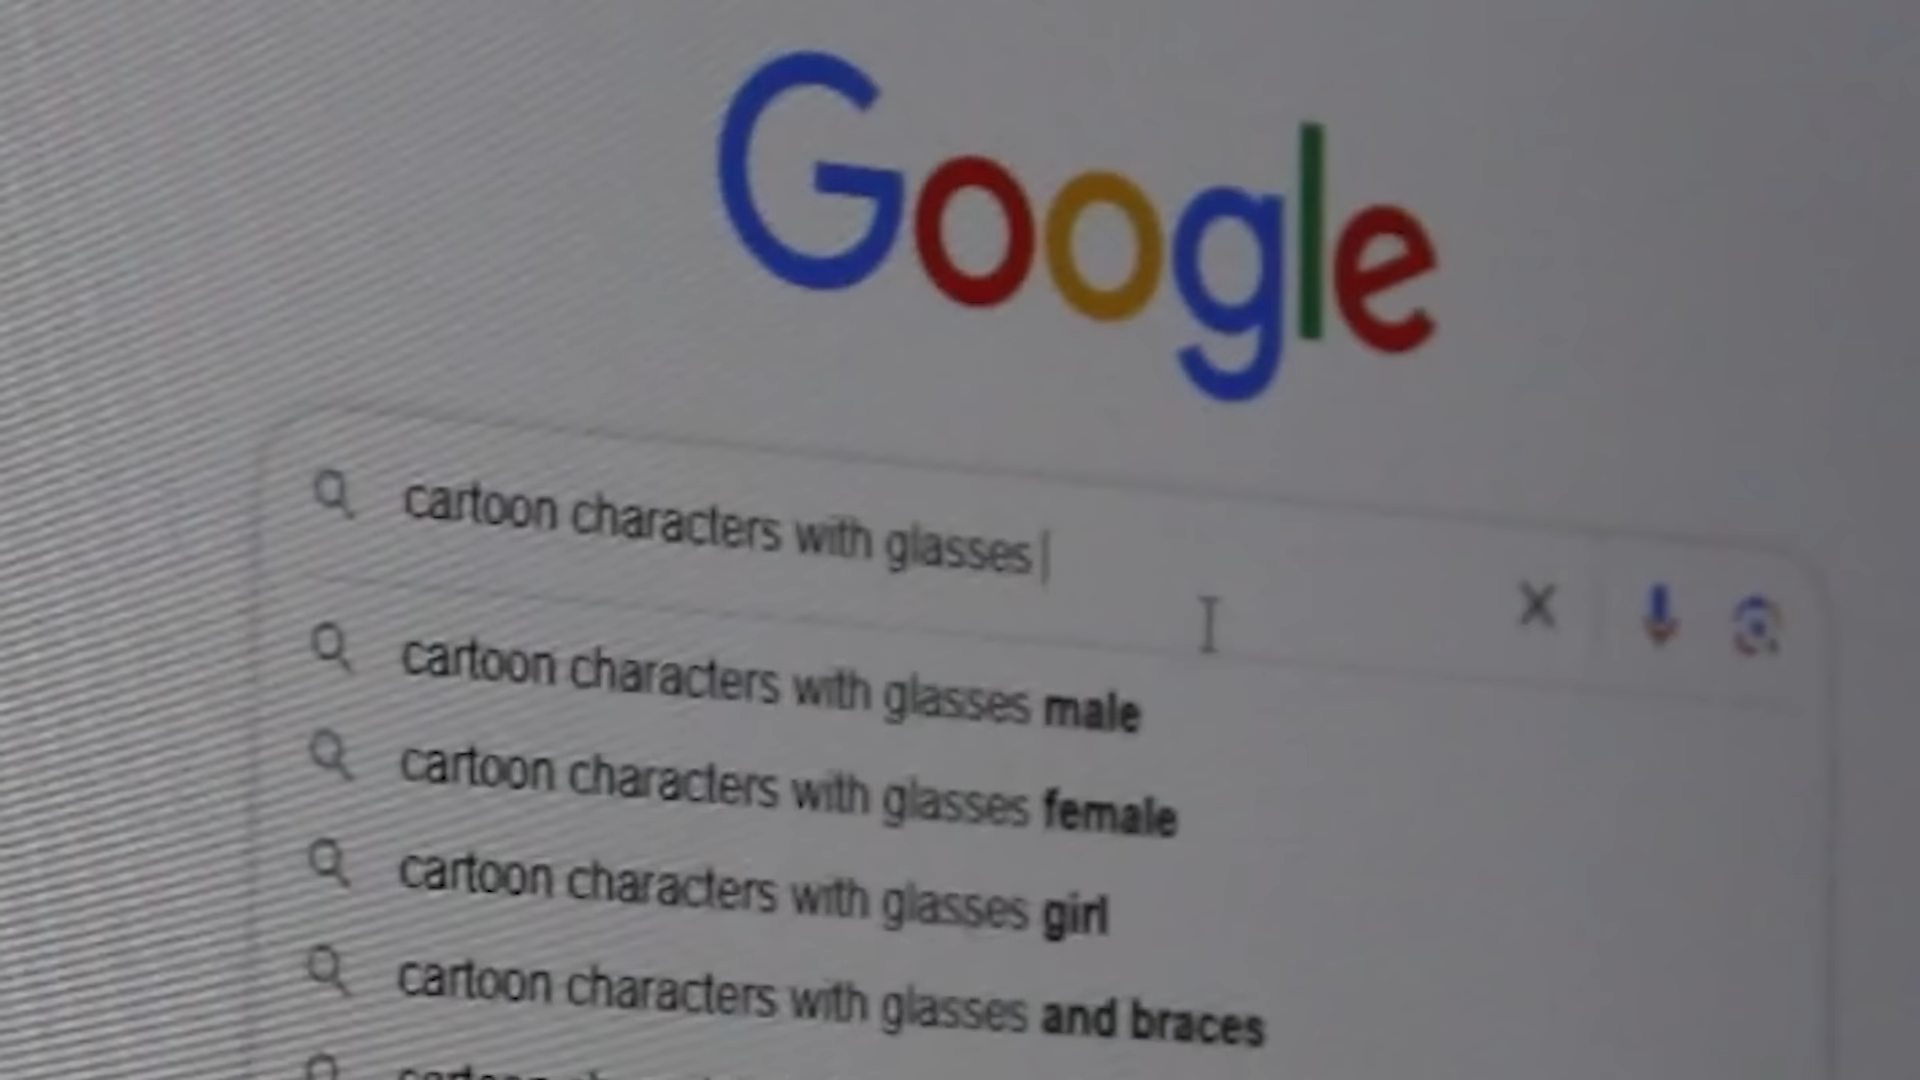 Google
cartoon characters with glasses
cartoon characters with glasses male
cartoon characters with glasses female
cartoon characters with glasses girl
cartoon characters with glasses and braces
cartoon